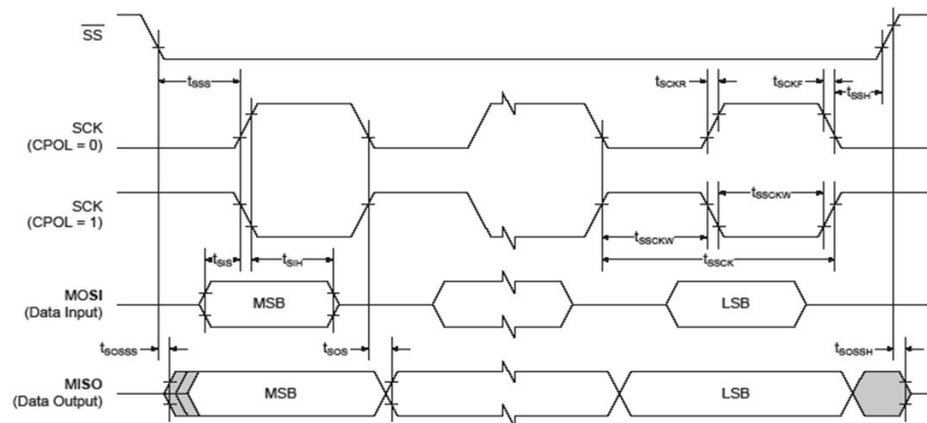 SS
tSSS
tSCKR
tSCKF
tSSH
SCK
(CPOL = 0)
SCK
(CPOL = 1)
tSSCKW
tSSCKW
tSSCK
tSIS
tSIH
MOSI
(Data Input)
MSB
LSB
tSOSSS
tSOS
tSOSSH
MISO
(Data Output)
MSB
LSB